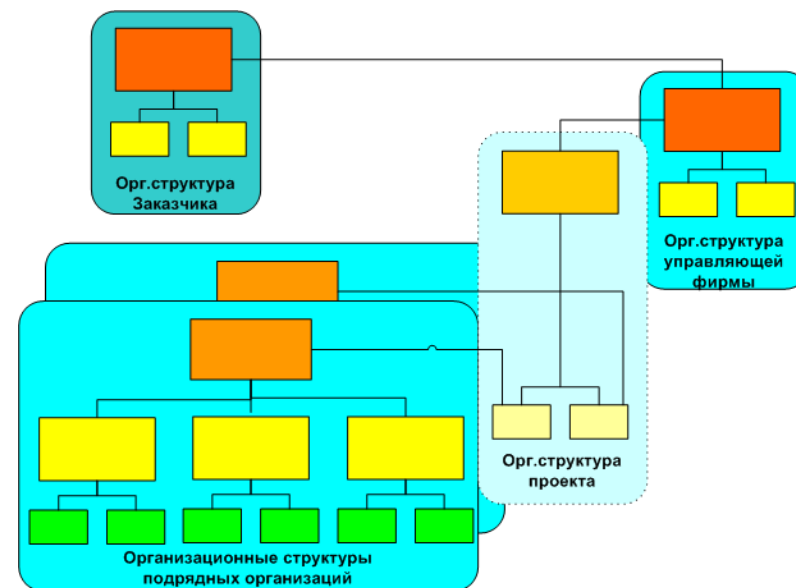 Орг.структура
Заказчика
Орг.структура
управляющей
фирмы
Орг.структура
проекта
Организационные структуры
подрядных организаций